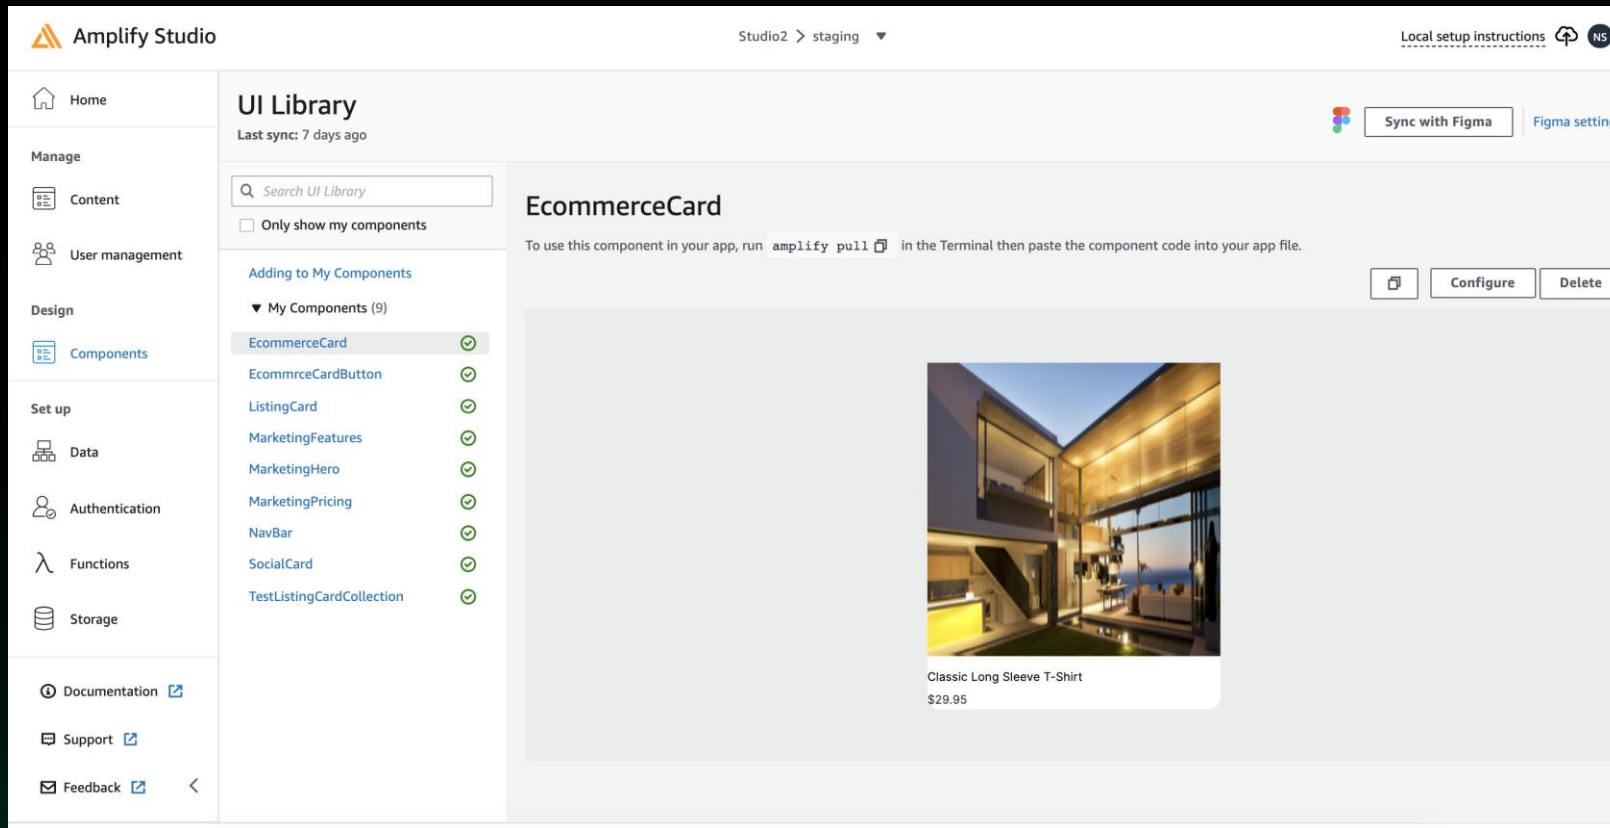 Amplify Studio
Studio2 > staging
Local setup instructions
NS
Home
Manage
Content
User management
Design
Components
Set up
Data
Authentication
Functions
Storage
Documentation
Support
Feedback
UI Library
Last sync: 7 days ago
Sync with Figma
Figma settin
Search UI Library
Only show my components
Adding to My Components
My Components (9)
EcommerceCard
EcommrceCardButton
ListingCard
MarketingFeatures
MarketingHero
MarketingPricing
NavBar
SocialCard
TestListingCardCollection
EcommerceCard
To use this component in your app, run amplify pull in the Terminal then paste the component code into your app file.
Configure
Delete
Classic Long Sleeve T-Shirt
$29.95